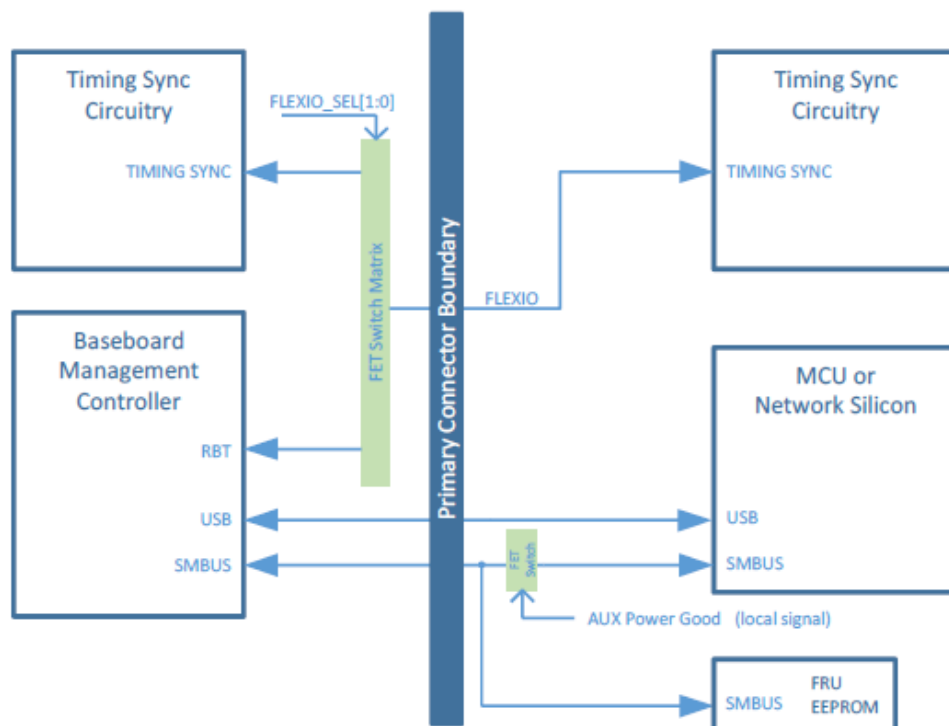 Timing Sync
Circuitry
TIMING SYNC
FLEXIO_SEL[1:0]
FET Switch Matrix
Baseboard
Management
Controller
RBT
USB
SMBUS
Primary Connector Boundary
FLEXIO
Timing Sync
Circuitry
TIMING SYNC
MCU or
Network Silicon
USB
SMBUS
FET
Switch
AUX Power Good (local signal)
SMBUS
FRU
EEPROM